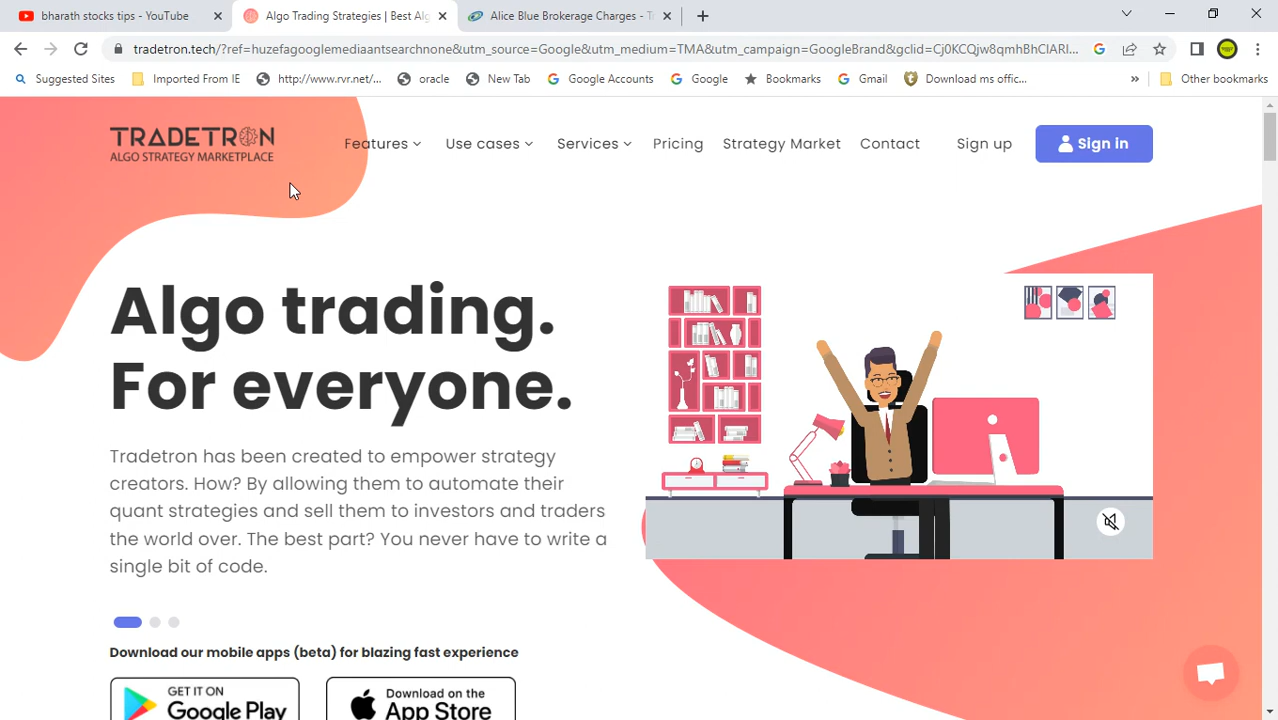 bharath stocks tips - YouTube
Algo Trading Strategies | Best Alg
Alice Blue Brokerage Charges - T
tradetron.tech/?ref=huzefagooglemediaantsearchnone&utm_source=Google&utm_medium=TMA&utm_campaign=GoogleBrand&gclid=Cj0KCQjw8qmhBhClARI...
Suggested Sites
Imported From IE
http://www.rvr.net/...
oracle
New Tab
Google Accounts
Google
Bookmarks
Gmail
Download ms offic...
»
Other bookmarks
TRADETRON
ALGO STRATEGY MARKETPLACE
Features
Use cases
Services
Pricing
Strategy Market
Contact
Sign up
Sign in
Algo trading.
For everyone.
Tradetron has been created to empower strategy
creators. How? By allowing them to automate their
quant strategies and sell them to investors and traders
the world over. The best part? You never have to write a
single bit of code.
Download our mobile apps (beta) for blazing fast experience
GET IT ON
Google Play
Download on the
App Store